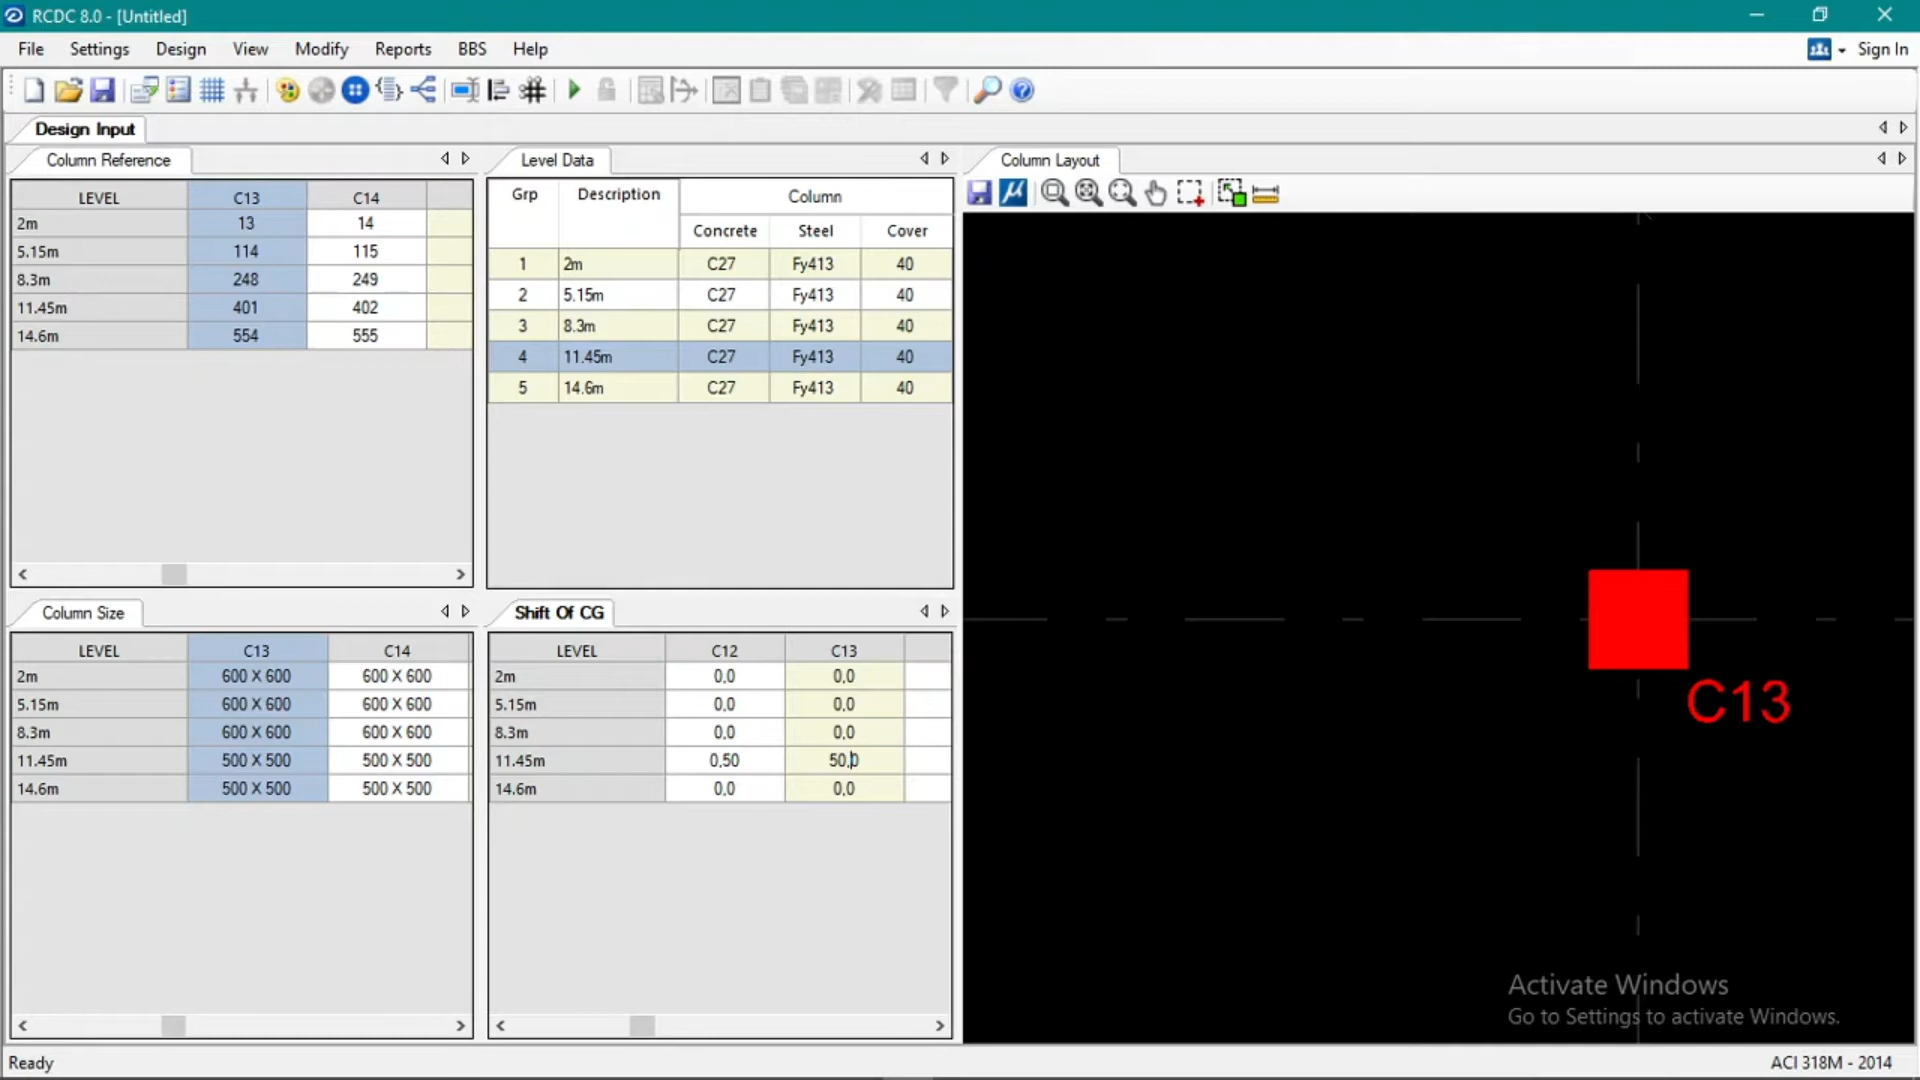 RCDC 8.0 - [Untitled]
File Settings Design View Modify Reports BBS Help Sign In
Design Input
Column Reference
LEVEL C13 C14
2m 13 14
5.15m 114 115
8.3m 248 249
11.45m 401 402
14.6m 554 555
Level Data
Grp Description Column
Concrete Steel Cover
1 2m C27 Fy413 40
2 5.15m C27 Fy413 40
3 8.3m C27 Fy413 40
4 11.45m C27 Fy413 40
5 14.6m C27 Fy413 40
Column Size
LEVEL C13 C14
2m 600 X 600 600 X 600
5.15m 600 X 600 600 X 600
8.3m 600 X 600 600 X 600
11.45m 500 X 500 500 X 500
14.6m 500 X 500 500 X 500
Shift Of CG
LEVEL C12 C13
2m 0,0 0,0
5.15m 0,0 0,0
8.3m 0,0 0,0
11.45m 0,50 50,0
14.6m 0,0 0,0
Column Layout
C13
Activate Windows
Go to Settings to activate Windows.
Ready ACI 318M - 2014